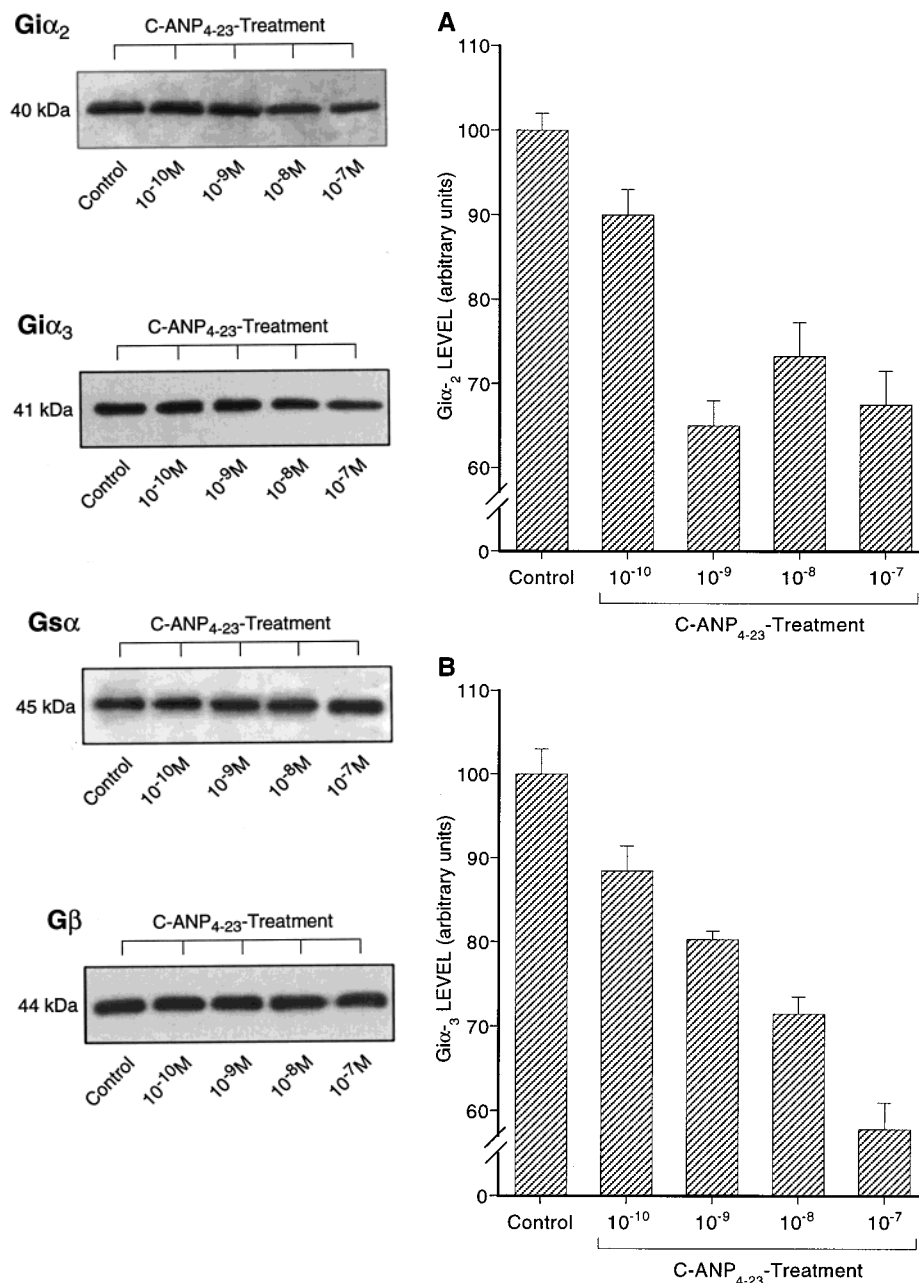 Giα₂
C-ANP₄₋₂₃-Treatment
40 kDa
Control 10⁻¹⁰M 10⁻⁹M 10⁻⁸M 10⁻⁷M
Giα₃
C-ANP₄₋₂₃-Treatment
41 kDa
Control 10⁻¹⁰M 10⁻⁹M 10⁻⁸M 10⁻⁷M
Gsα
C-ANP₄₋₂₃-Treatment
45 kDa
Control 10⁻¹⁰M 10⁻⁹M 10⁻⁸M 10⁻⁷M
Gβ
C-ANP₄₋₂₃-Treatment
44 kDa
Control 10⁻¹⁰M 10⁻⁹M 10⁻⁸M 10⁻⁷M
A
Giα-₂ LEVEL (arbitrary units)
110
100
90
80
70
60
0
Control 10⁻¹⁰ 10⁻⁹ 10⁻⁸ 10⁻⁷
C-ANP₄₋₂₃-Treatment
B
Giα-₃ LEVEL (arbitrary units)
110
100
90
80
70
60
0
Control 10⁻¹⁰ 10⁻⁹ 10⁻⁸ 10⁻⁷
C-ANP₄₋₂₃-Treatment